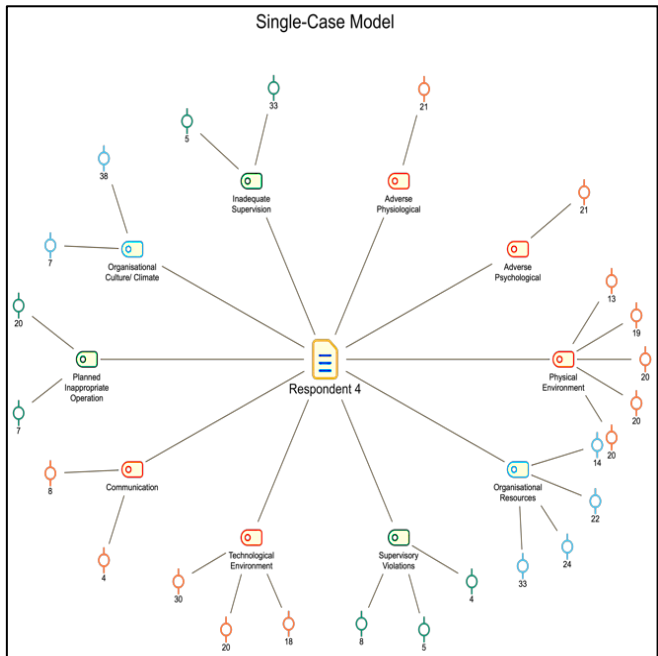 Single-Case Model
33
21
5
38
Inadequate
Supervision
Adverse
Physiological
21
7
Organisational
Culture/ Climate
Adverse
Psychological
13
19
20
Planned
Inappropriate
Operation
Respondent 4
Physical
Environment
20
7
20
20
14
8
Communication
Organisational
Resources
22
4
Technological
Environment
Supervisory
Violations
24
33
30
4
20
18
8
5